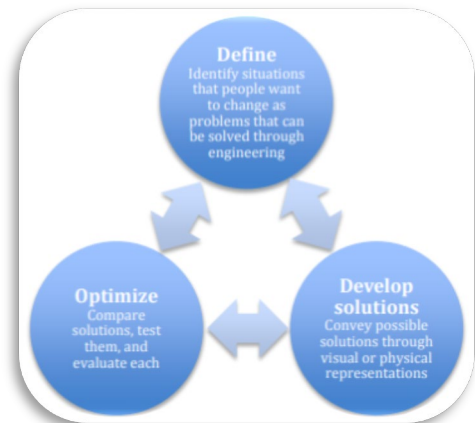 Define
Identify situations
that people want
to change as
problems that can
be solved through
engineering
Optimize
Compare
solutions, test
them, and
evaluate each
Develop
solutions
Convey possible
solutions through
visual or physical
representations